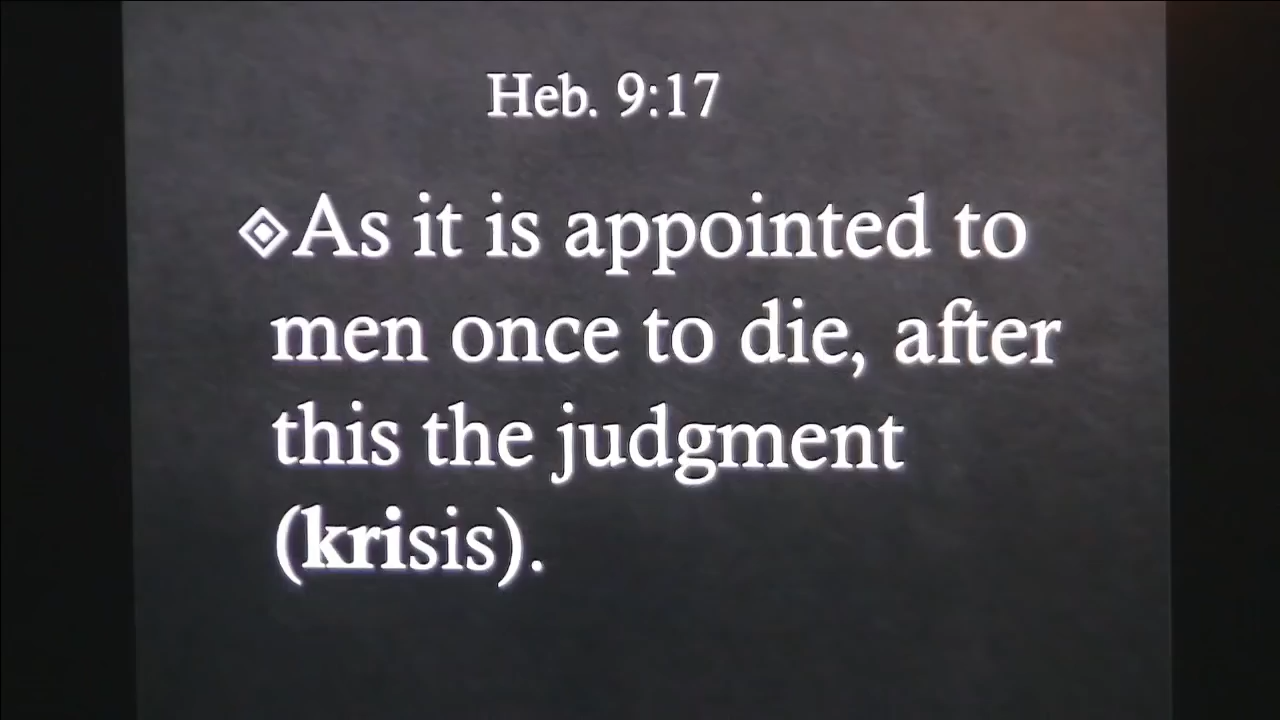 Heb. 9:17
As it is appointed to
men once to die, after
this the judgment
(krisis).